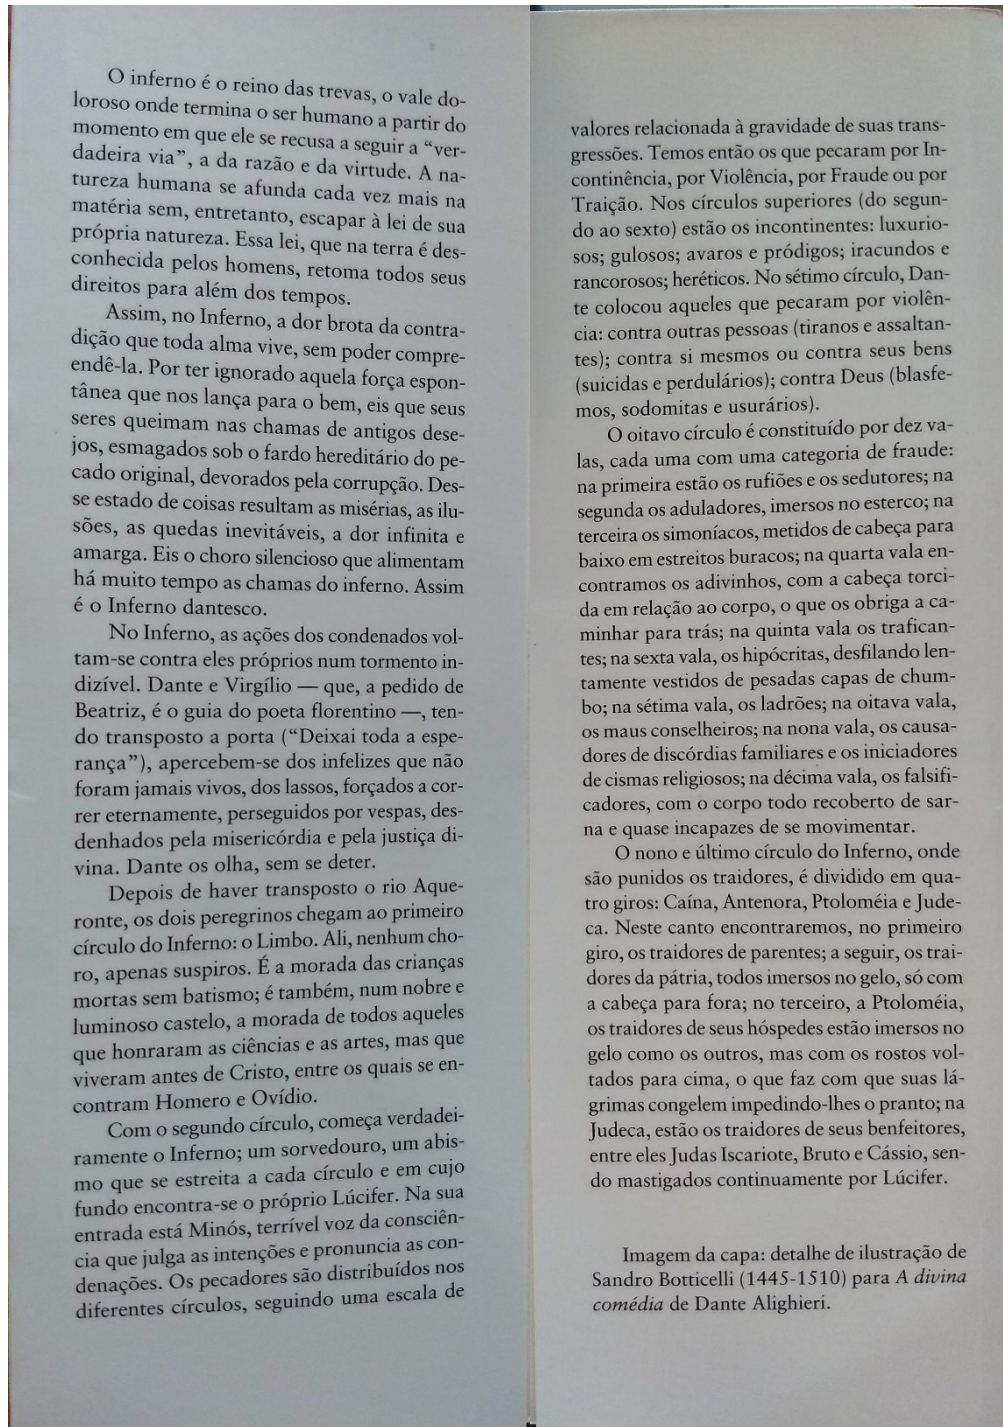 O inferno é o reino das trevas, o vale do-
loroso onde termina o ser humano a partir do
momento em que ele se recusa a seguir a “ver-
dadeira via”, a da razão e da virtude. A na-
tureza humana se afunda cada vez mais na
matéria sem, entretanto, escapar à lei de sua
própria natureza. Essa lei, que na terra é des-
conhecida pelos homens, retoma todos seus
direitos para além dos tempos.
Assim, no Inferno, a dor brota da contra-
dição que toda alma vive, sem poder compre-
endê-la. Por ter ignorado aquela força espon-
tânea que nos lança para o bem, eis que seus
seres queimam nas chamas de antigos dese-
jos, esmagados sob o fardo hereditário do pe-
cado original, devorados pela corrupção. Des-
se estado de coisas resultam as misérias, as ilu-
sões, as quedas inevitáveis, a dor infinita e
amarga. Eis o choro silencioso que alimentam
há muito tempo as chamas do inferno. Assim
é o Inferno dantesco.
No Inferno, as ações dos condenados vol-
tam-se contra eles próprios num tormento in-
dizível. Dante e Virgílio — que, a pedido de
Beatriz, é o guia do poeta florentino —, ten-
do transposto a porta (“Deixai toda a espe-
rança”), apercebem-se dos infelizes que não
foram jamais vivos, dos lassos, forçados a cor-
rer eternamente, perseguidos por vespas, des-
denhados pela misericórdia e pela justiça di-
vina. Dante os olha, sem se deter.
Depois de haver transposto o rio Aque-
ronte, os dois peregrinos chegam ao primeiro
círculo do Inferno: o Limbo. Ali, nenhum cho-
ro, apenas suspiros. É a morada das crianças
mortas sem batismo; é também, num nobre e
luminoso castelo, a morada de todos aqueles
que honraram as ciências e as artes, mas que
viveram antes de Cristo, entre os quais se en-
contram Homero e Ovídio.
Com o segundo círculo, começa verdadei-
ramente o Inferno; um sorvedouro, um abis-
mo que se estreita a cada círculo e em cujo
fundo encontra-se o próprio Lúcifer. Na sua
entrada está Minós, terrível voz da consciên-
cia que julga as intenções e pronuncia as con-
denações. Os pecadores são distribuídos nos
diferentes círculos, seguindo uma escala de
valores relacionada à gravidade de suas trans-
gressões. Temos então os que pecaram por In-
continência, por Violência, por Fraude ou por
Traição. Nos círculos superiores (do segun-
do ao sexto) estão os incontinentes: luxurio-
sos; gulosos; avaros e pródigos; iracundos e
rancorosos; heréticos. No sétimo círculo, Dan-
te colocou aqueles que pecaram por violên-
cia: contra outras pessoas (tiranos e assaltan-
tes); contra si mesmos ou contra seus bens
(suicidas e perdulários); contra Deus (blasfe-
mos, sodomitas e usurários).
O oitavo círculo é constituído por dez va-
las, cada uma com uma categoria de fraude:
na primeira estão os rufiões e os sedutores; na
segunda os aduladores, imersos no esterco; na
terceira os simoníacos, metidos de cabeça para
baixo em estreitos buracos; na quarta vala en-
contramos os adivinhos, com a cabeça torci-
da em relação ao corpo, o que os obriga a ca-
minhar para trás; na quinta vala os trafican-
tes; na sexta vala, os hipócritas, desfilando len-
tamente vestidos de pesadas capas de chum-
bo; na sétima vala, os ladrões; na oitava vala,
os maus conselheiros; na nona vala, os causa-
dores de discórdias familiares e os iniciadores
de cismas religiosos; na décima vala, os falsifi-
cadores, com o corpo todo recoberto de sar-
na e quase incapazes de se movimentar.
O nono e último círculo do Inferno, onde
são punidos os traidores, é dividido em qua-
tro giros: Caína, Antenora, Ptoloméia e Jude-
ca. Neste canto encontraremos, no primeiro
giro, os traidores de parentes; a seguir, os trai-
dores da pátria, todos imersos no gelo, só com
a cabeça para fora; no terceiro, a Ptoloméia,
os traidores de seus hóspedes estão imersos no
gelo como os outros, mas com os rostos vol-
tados para cima, o que faz com que suas lá-
grimas congelem impedindo-lhes o pranto; na
Judeca, estão os traidores de seus benfeitores,
entre eles Judas Iscariote, Bruto e Cássio, sen-
do mastigados continuamente por Lúcifer.
Imagem da capa: detalhe de ilustração de
Sandro Botticelli (1445-1510) para A divina
comédia de Dante Alighieri.